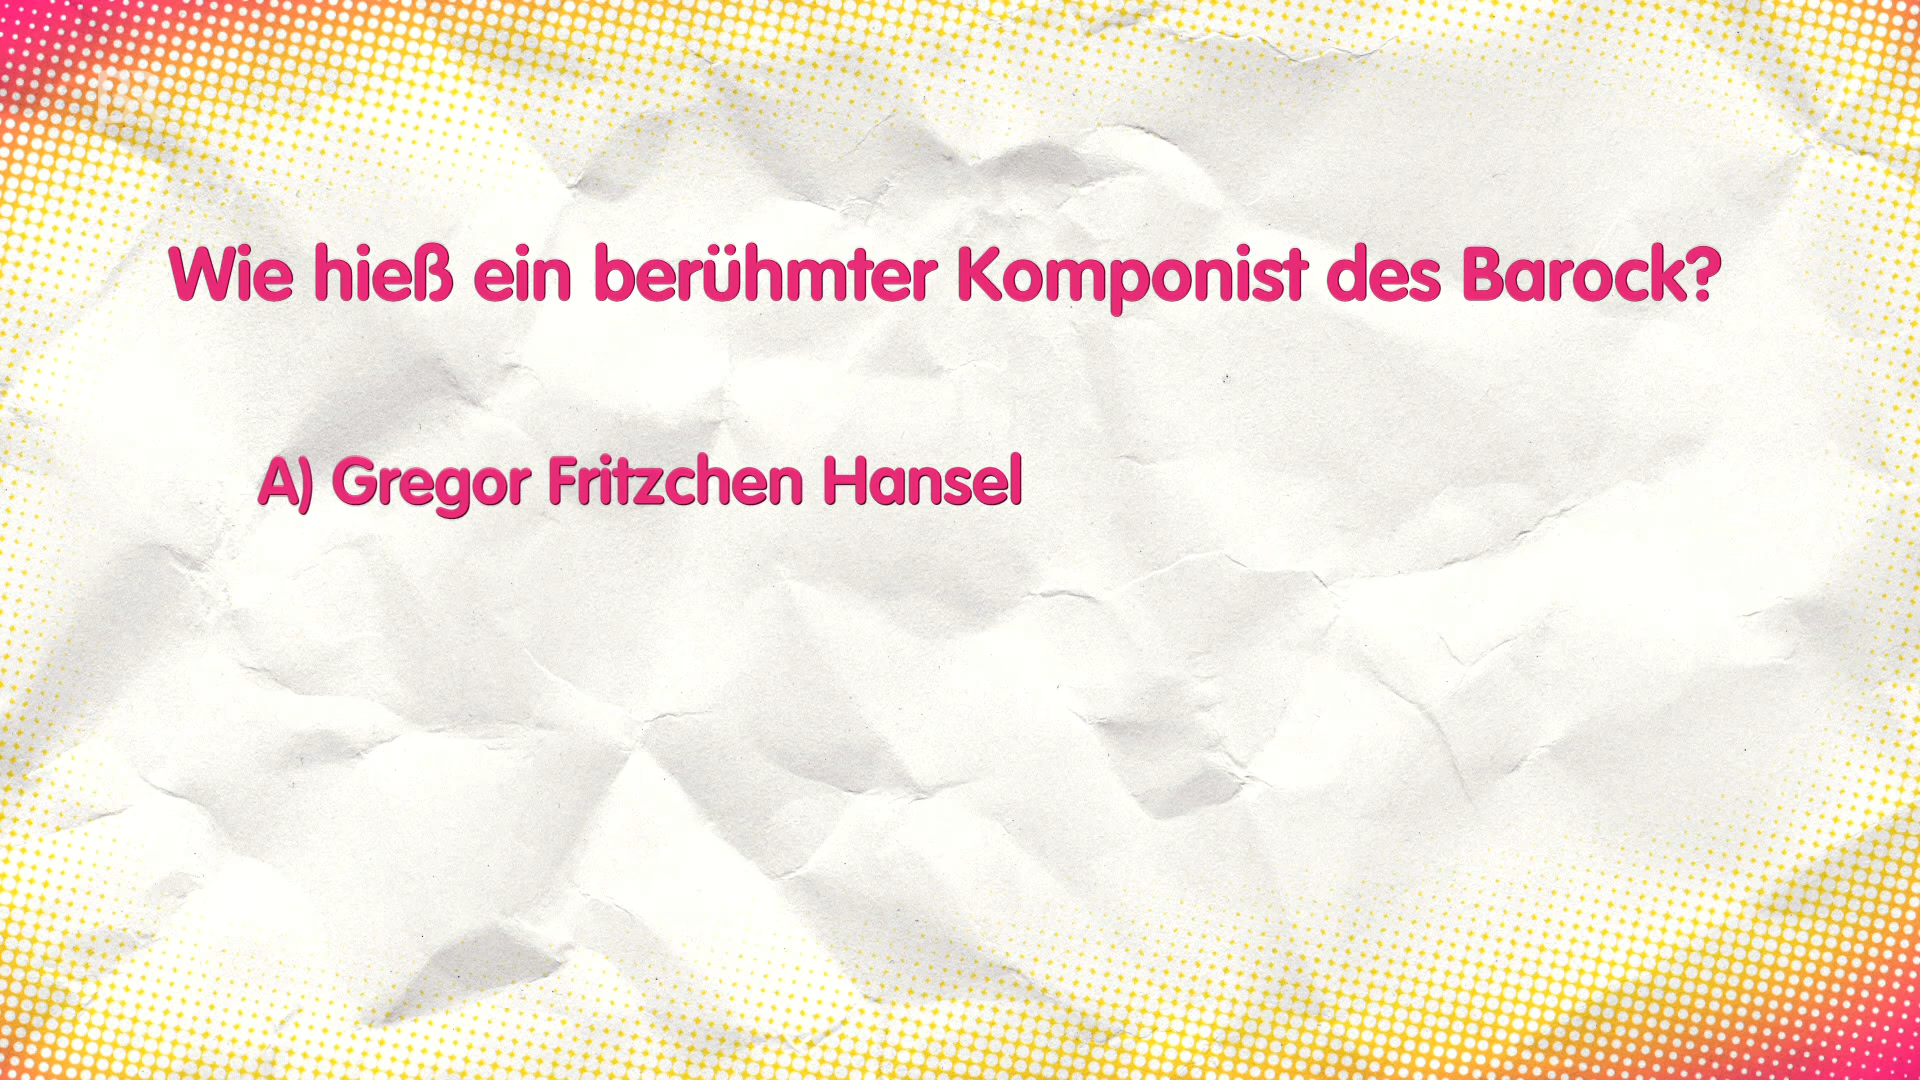 Wie hieß ein berühmter Komponist des Barock?
A) Gregor Fritzchen Hansel